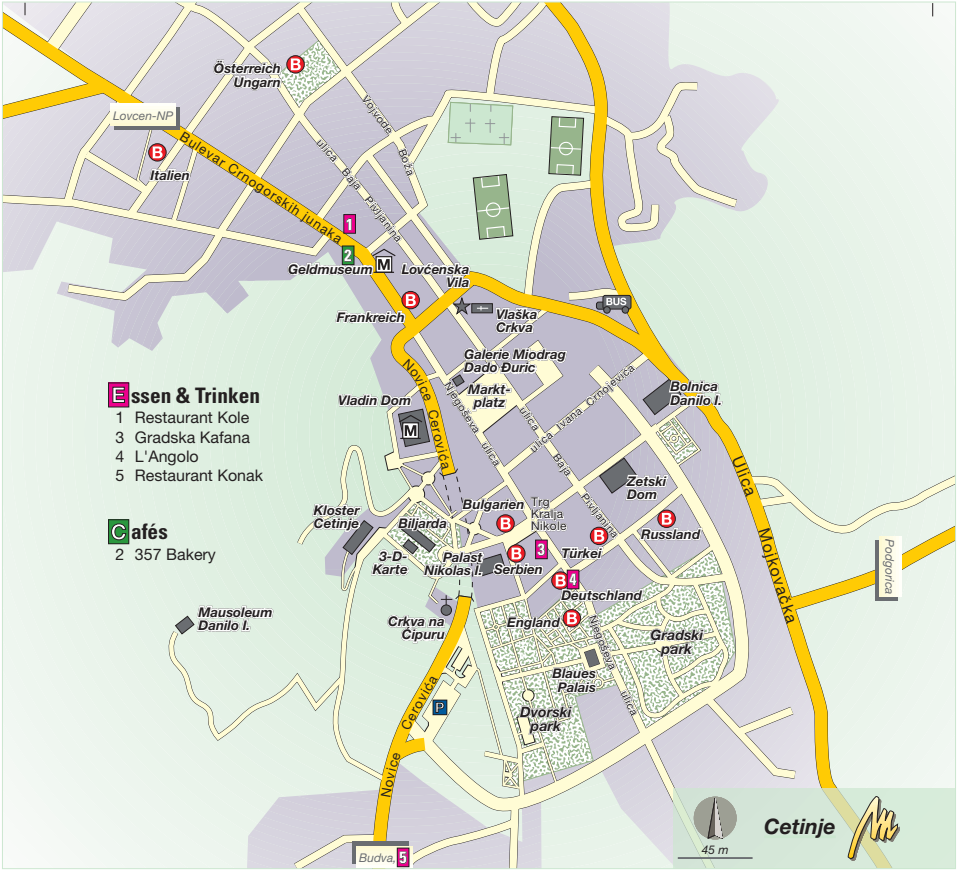 B
Österreich
Ungarn
Lovcen-NP
Vojvode Boža
ulica Baja Pivljanina
Bulevar Crnogorskih junaka
B
Italien
1
2
M
Geldmuseum
Lovćenska
Vila
B
Frankreich
Vlaška
Crkva
BUS
Galerie Miodrag
Dado Đuric
Markt-
platz
Novice Cerovića
Njegoševa ulica
ulica Ivana Crnojevića
ulica Baja Pivljanina
Bolnica
Danilo I.
Vladin Dom
M
Essen & Trinken
1 Restaurant Kole
3 Gradska Kafana
4 L'Angolo
5 Restaurant Konak
Cafés
2 357 Bakery
Ulica Mojkovačka
Zetski
Dom
Bulgarien
B
Trg
Kralja
Nikole
Kloster
Cetinje
Biljarda
3-D-
Karte
Palast
Nikolas I.
B
Serbien
3
B
Türkei
B
Russland
Podgorica
B
4
Deutschland
Mausoleum
Danilo I.
Crkva na
Ćipuru
England
B
Njegoševa ulica
Gradski
park
Blaues
Palais
Dvorski
park
P
Novice Cerovića
Budva,
5
45 m
Cetinje